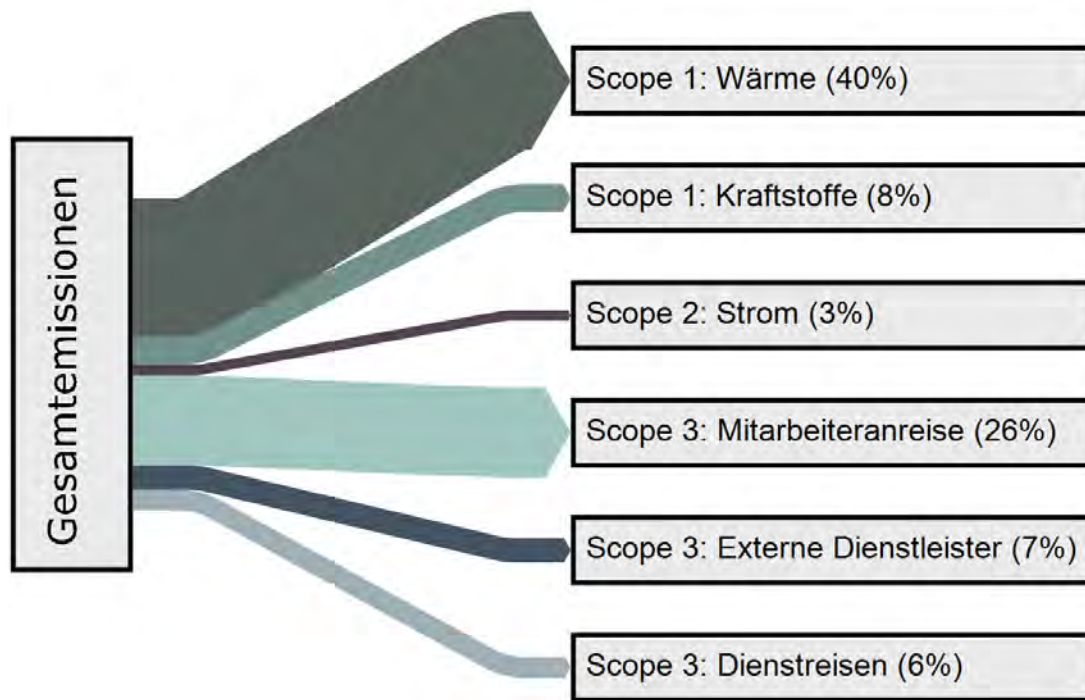 Gesamtemissionen
Scope 1: Wärme (40%)
Scope 1: Kraftstoffe (8%)
Scope 2: Strom (3%)
Scope 3: Mitarbeiteranreise (26%)
Scope 3: Externe Dienstleister (7%)
Scope 3: Dienstreisen (6%)